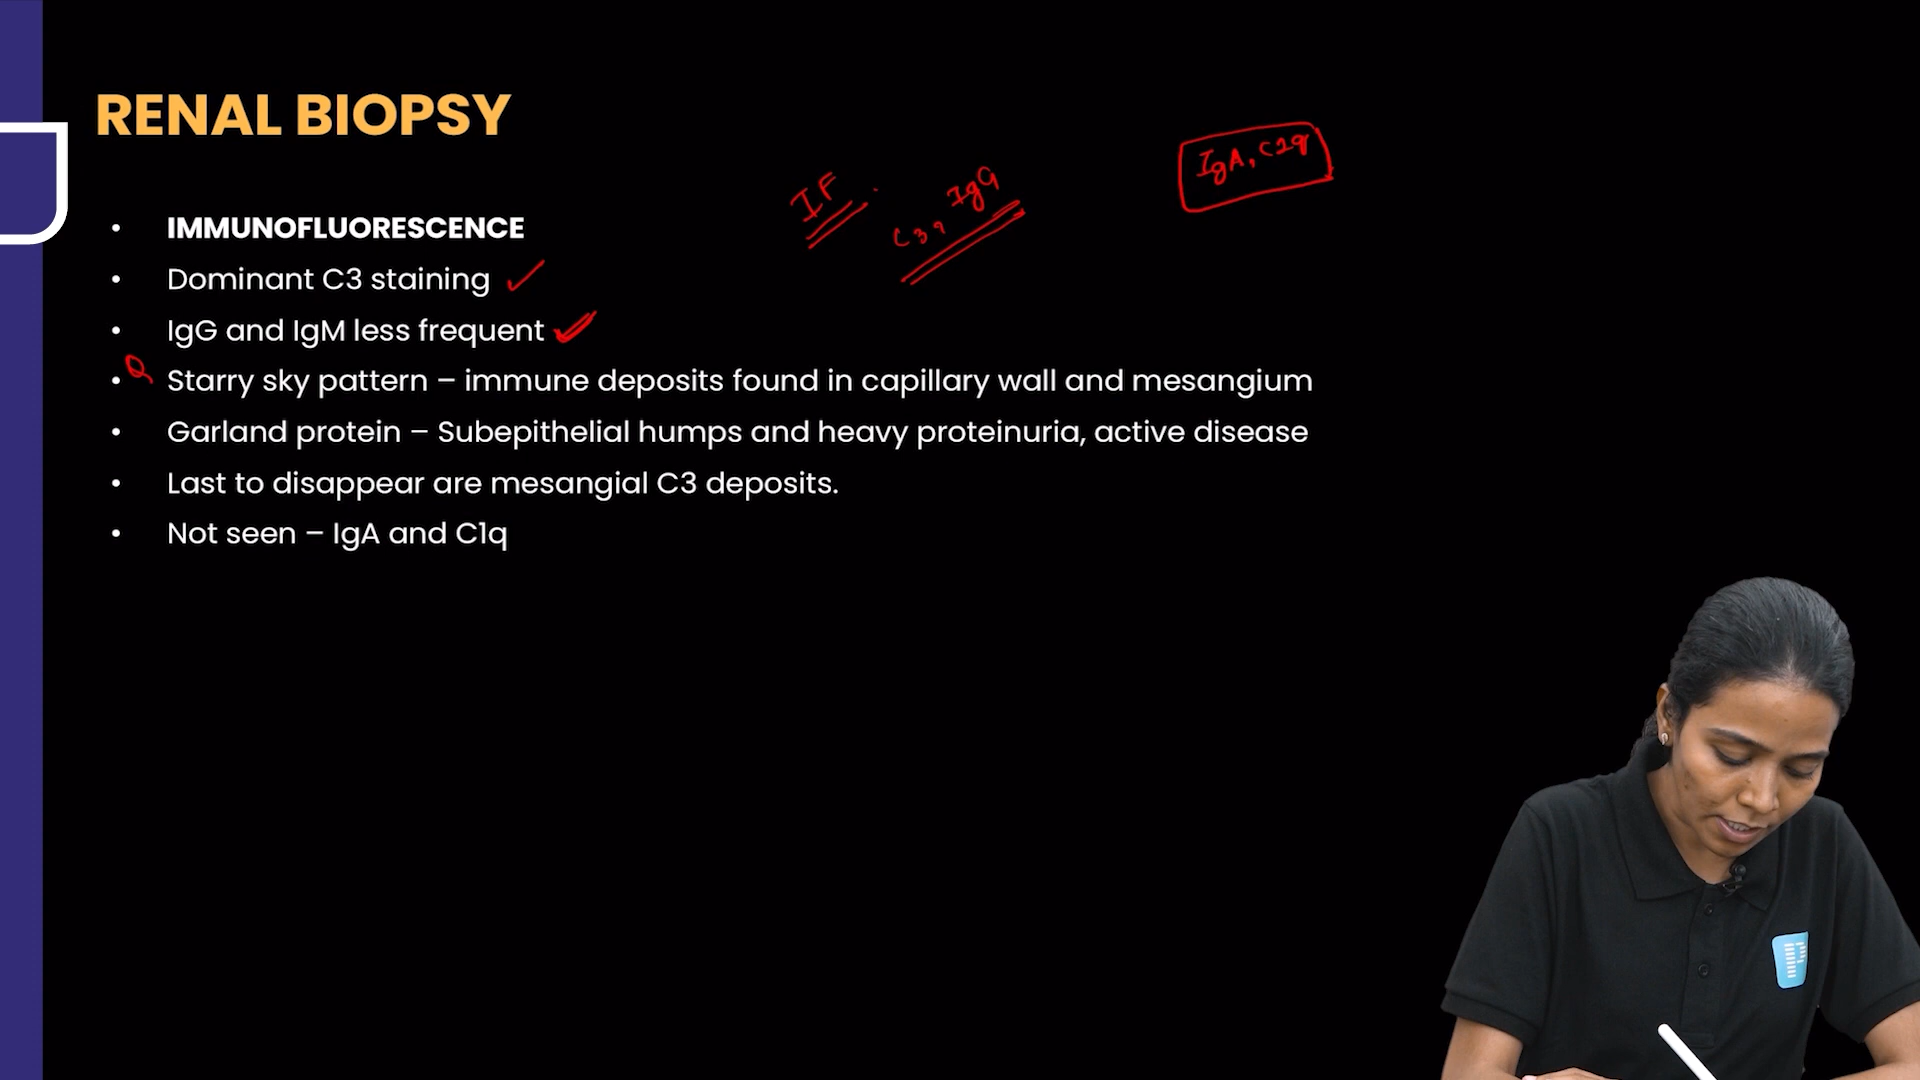 RENAL BIOPSY
IgA, C1q
IF
C3, IgG
• IMMUNOFLUORESCENCE
• Dominant C3 staining
• IgG and IgM less frequent
Q
• Starry sky pattern – immune deposits found in capillary wall and mesangium
• Garland protein – Subepithelial humps and heavy proteinuria, active disease
• Last to disappear are mesangial C3 deposits.
• Not seen – IgA and C1q